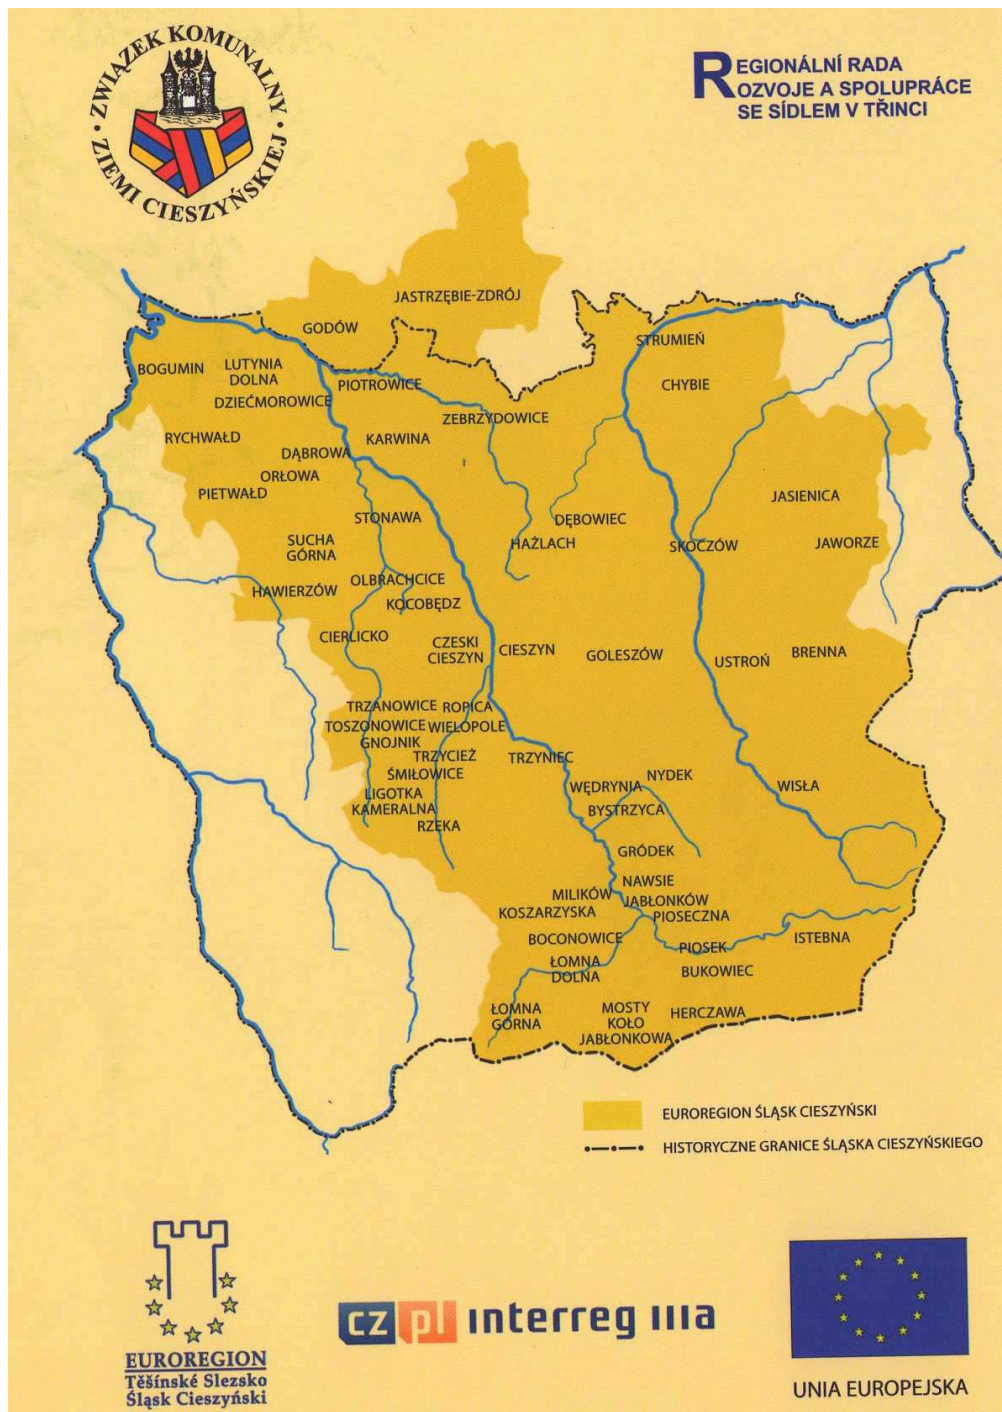 ZWIĄZEK KOMUNALNY
ZIEMI CIESZYŃSKIEJ
REGIONÁLNÍ RADA
ROZVOJE A SPOLUPRÁCE
SE SÍDLEM V TŘINCI
JASTRZĘBIE-ZDRÓJ
GODÓW
STRUMIEŃ
BOGUMIN
LUTYNIA
DOLNA
PIOTROWICE
CHYBIE
DZIEĆMOROWICE
ZEBRZYDOWICE
RYCHWAŁD
KARWINA
DĄBROWA
ORŁOWA
PIETWAŁD
JASIENICA
STONAWA
DĘBOWIEC
SUCHA
GÓRNA
HAŻLACH
SKOCZÓW
JAWORZE
OLBRACHCICE
HAWIERZÓW
KOCOBĘDZ
CIERLICKO
CZESKI
CIESZYN
CIESZYN
GOLESZÓW
USTROŃ
BRENNA
TRZANOWICE
ROPICA
TOSZONOWICE
WIELOPOLE
GNOJNIK
TRZYCIEŻ
TRZYNIEC
ŚMIŁOWICE
NYDEK
WĘDRYNIA
WISŁA
LIGOTKA
KAMERALNA
BYSTRZYCA
RZEKA
GRÓDEK
NAWSIE
MILIKÓW
JABŁONKÓW
KOSZARZYSKA
PIOSECZNA
BOCONOWICE
PIOSEK
ISTEBNA
ŁOMNA
DOLNA
BUKOWIEC
ŁOMNA
GÓRNA
MOSTY
KOŁO
JABŁONKOWA
HERCZAWA
EUROREGION ŚLĄSK CIESZYŃSKI
HISTORYCZNE GRANICE ŚLĄSKA CIESZYŃSKIEGO
EUROREGION
Těšínské Slezsko
Śląsk Cieszyński
cz pl interreg IIIa
UNIA EUROPEJSKA